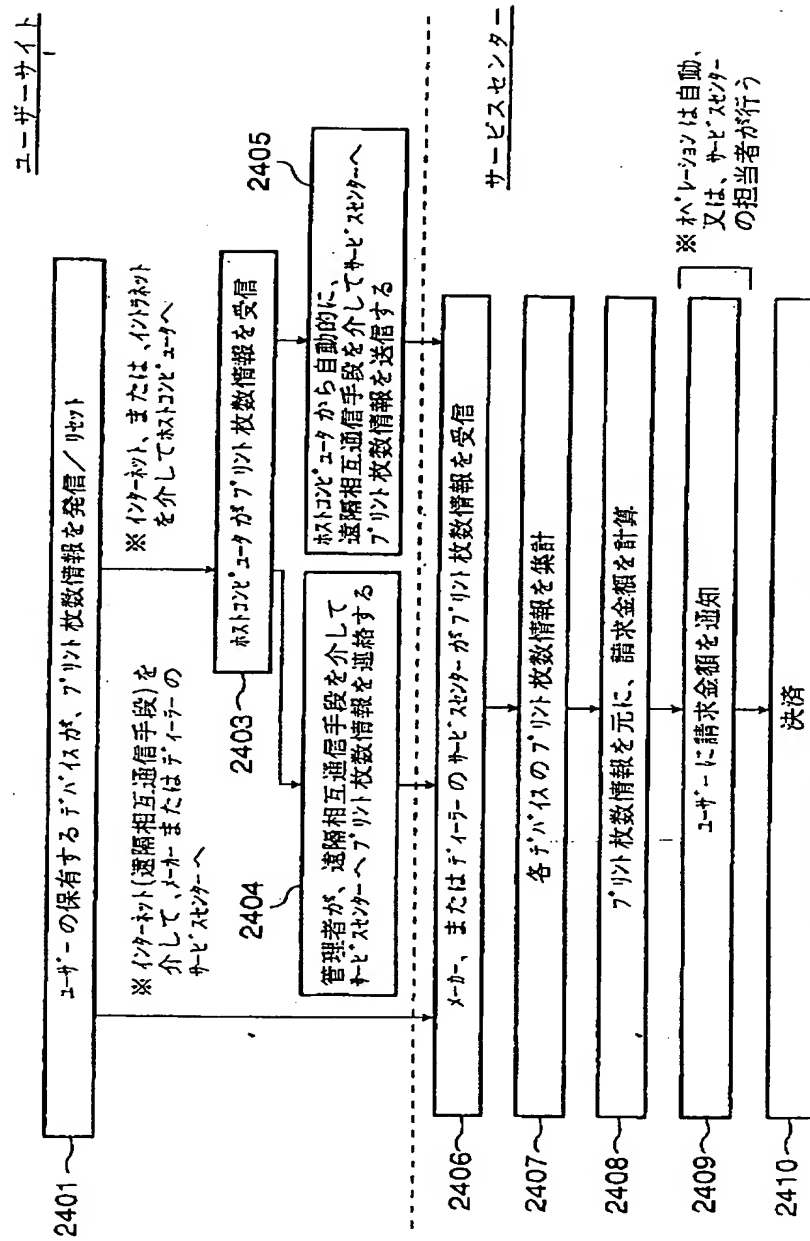 ユーザーサイト
2401
ユーザーの保有するデバイスが、プリント枚数情報を発信／リセット
※インターネット(遠隔相互通信手段)を
介して、メーカーまたはディーラーの
サービスセンターへ
※インターネット、または、イントラネット
を介してホストコンピュータへ
2403
ホストコンピュータがプリント枚数情報を受信
2404
管理者が、遠隔相互通信手段を介して
サービスセンターへプリント枚数情報を連絡する
2405
ホストコンピュータから自動的に、
遠隔相互通信手段を介してサービスセンターへ
プリント枚数情報を送信する
サービスセンター
2406
メーカー、またはディーラーのサービスセンターがプリント枚数情報を受信
2407
各デバイスのプリント枚数情報を集計
2408
プリント枚数情報を元に、請求金額を計算
2409
ユーザーに請求金額を通知
※オペレーションは自動、
又は、サービスセンター
の担当者が行う
2410
決済